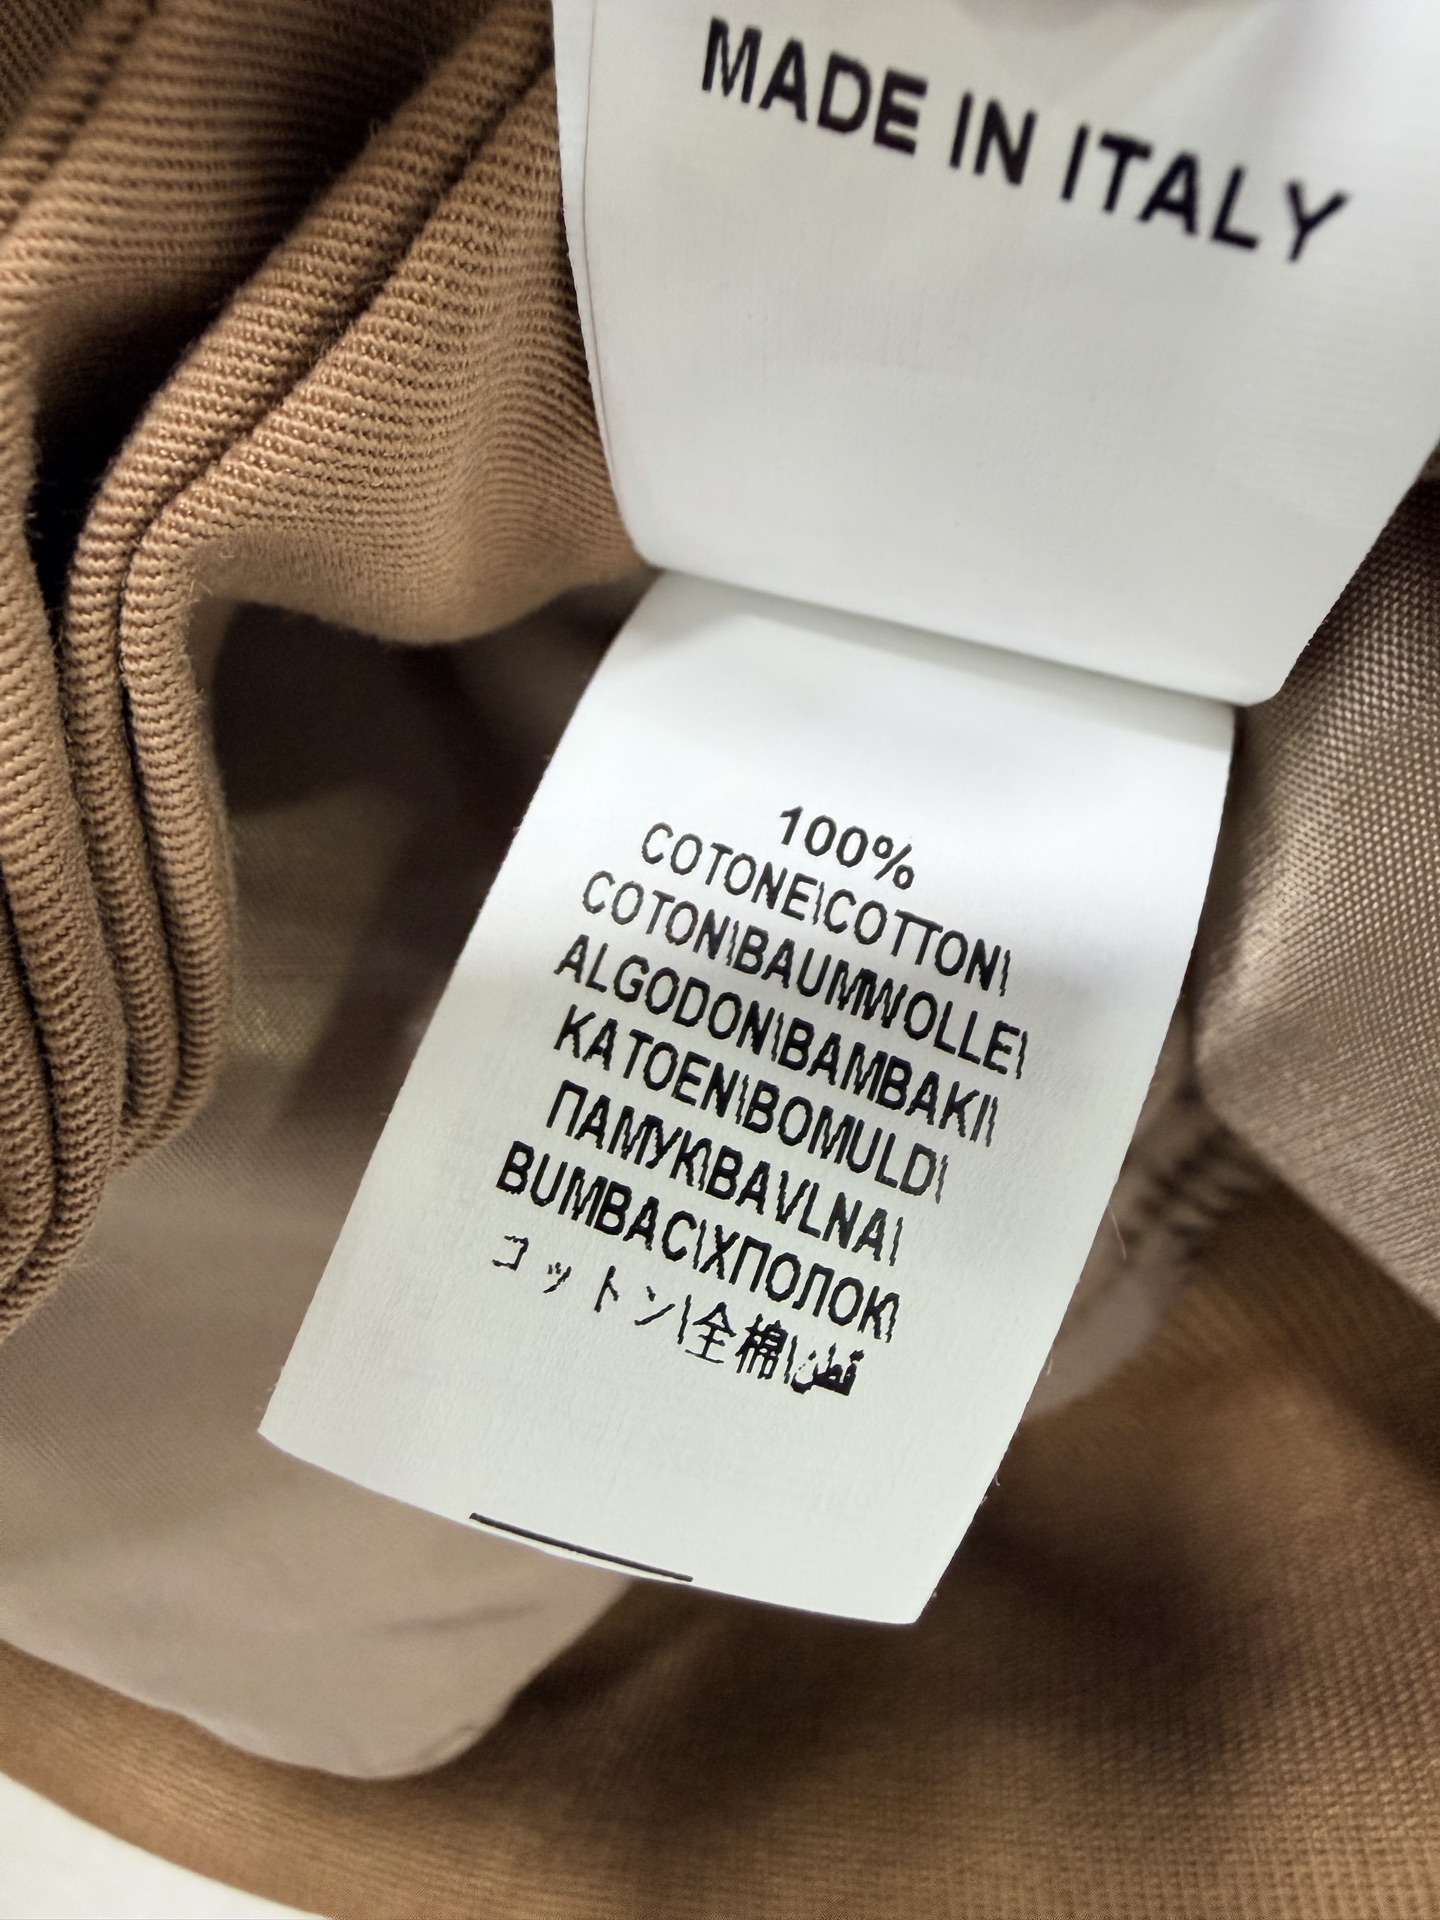 MADE IN ITALY
100%
COTONE\COTTON\
COTON\BAUMWOLLE\
ALGODON\BAMBAKI\
KATOEN\BOMULD\
ПАМУК\BAVLNA\
BUMBAC\ХПОЛОК\
コットン\全棉\قطن